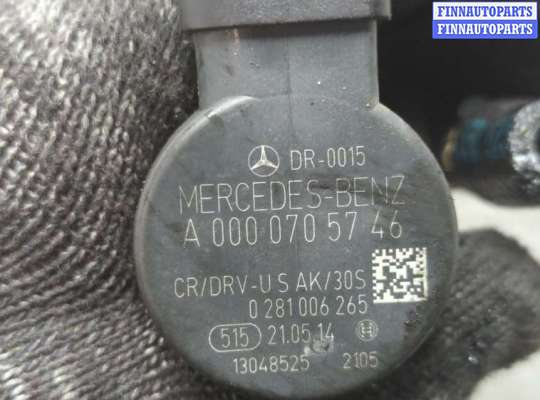 FINNAUTOPARTS
FINNAUTOPARTS
DR-0015
MERCEDES-BENZ
A 000 070 57 46
CR/DRV-U S AK/30S
0 281 006 265
515 21.05.14
13048525 2105